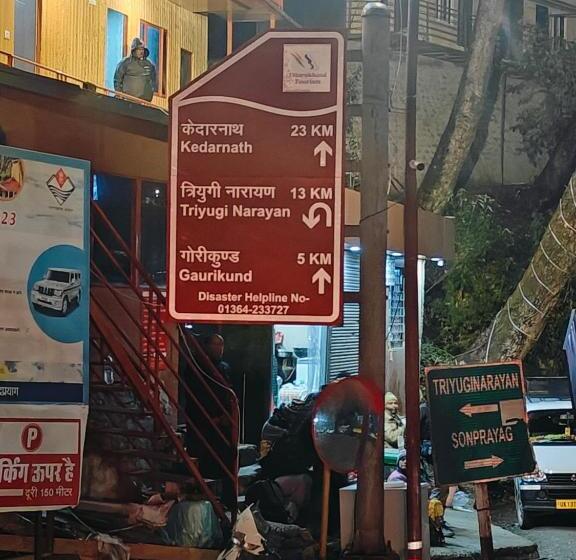 Uttarakhand
Tourism
केदारनाथ 23 KM
Kedarnath
त्रियुगी नारायण 13 KM
Triyugi Narayan
गोरीकुण्ड 5 KM
Gaurikund
Disaster Helpline No-
01364-233727
23
P
र्किंग ऊपर है
दूरी 150 मीटर
TRIYUGINARAYAN
SONPRAYAG